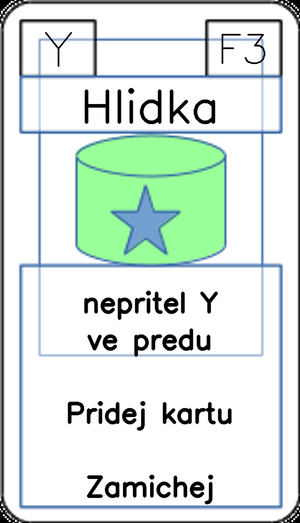 Y F3
Hlidka
nepritel Y
ve predu
Pridej kartu
Zamichej